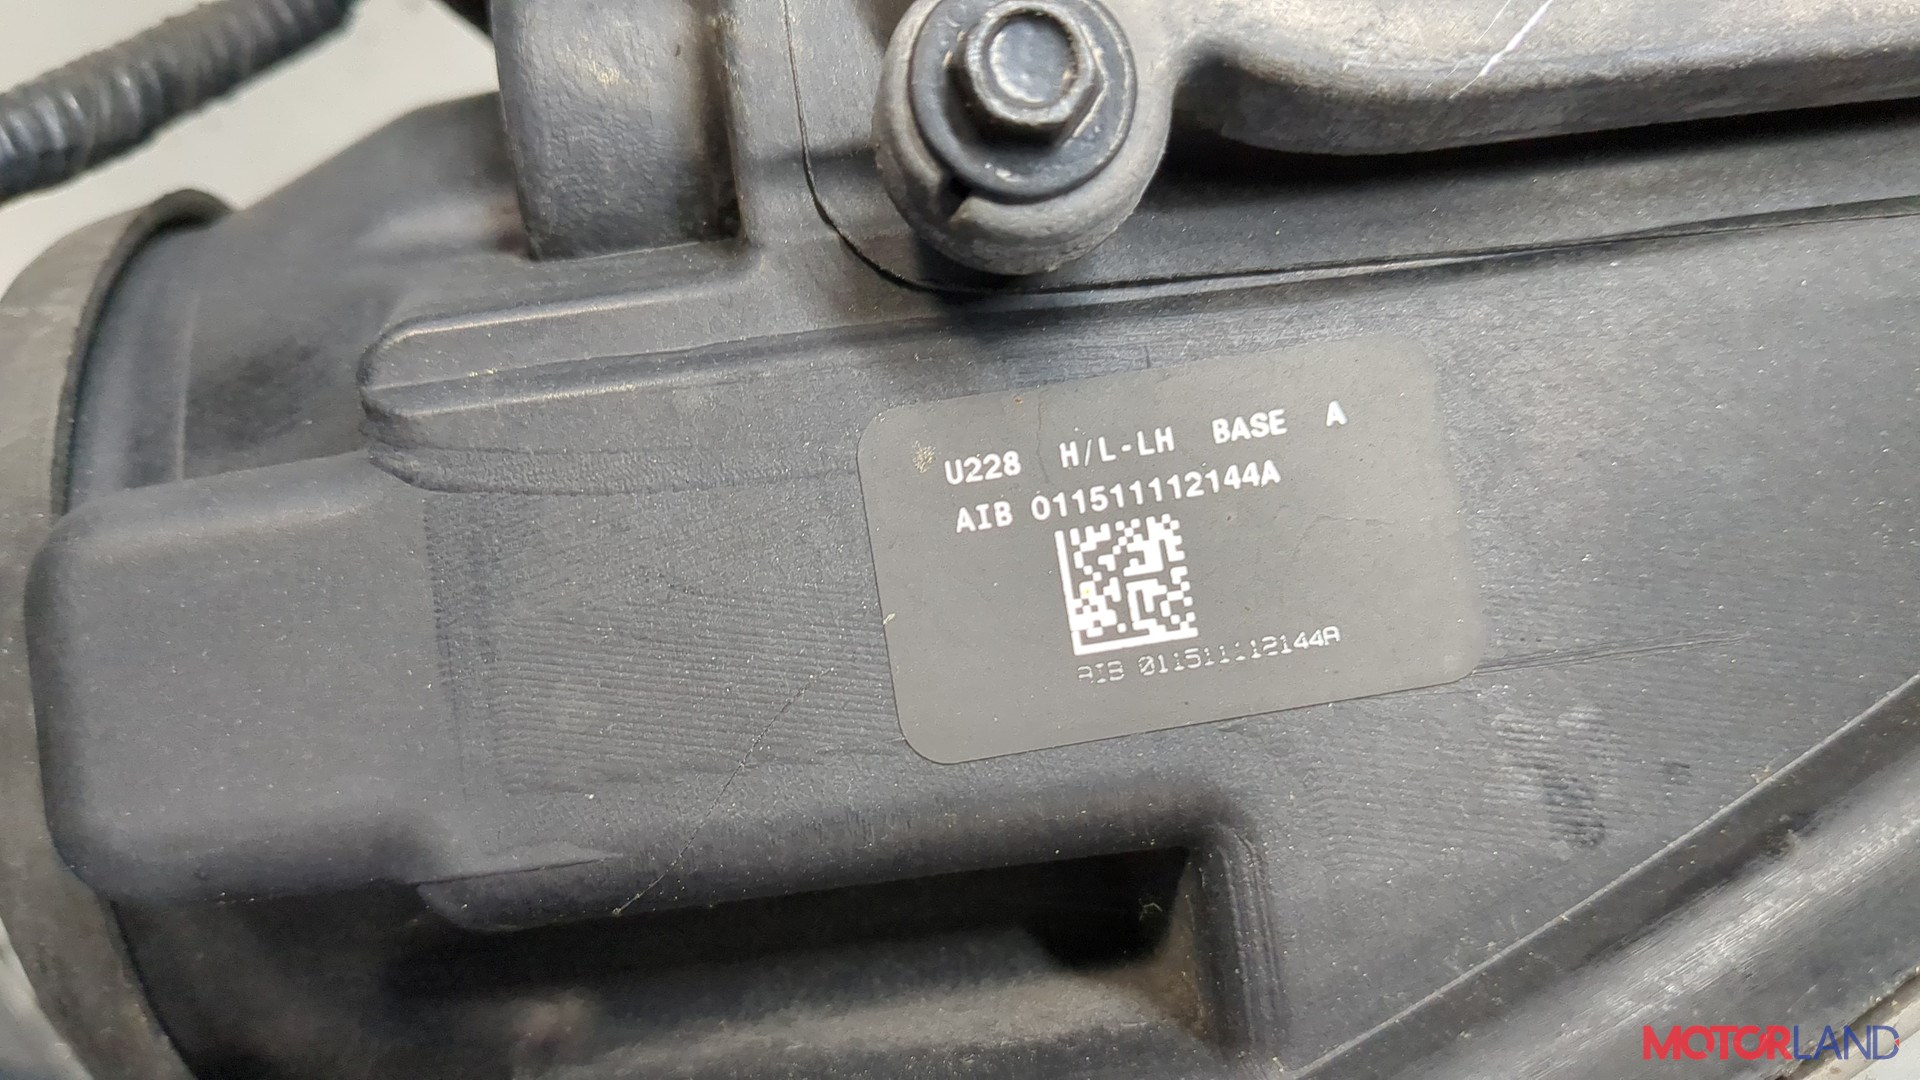 U228 H/L-LH BASE A
AIB 011511112144A
AIB 011511112144A
MOTORLAND